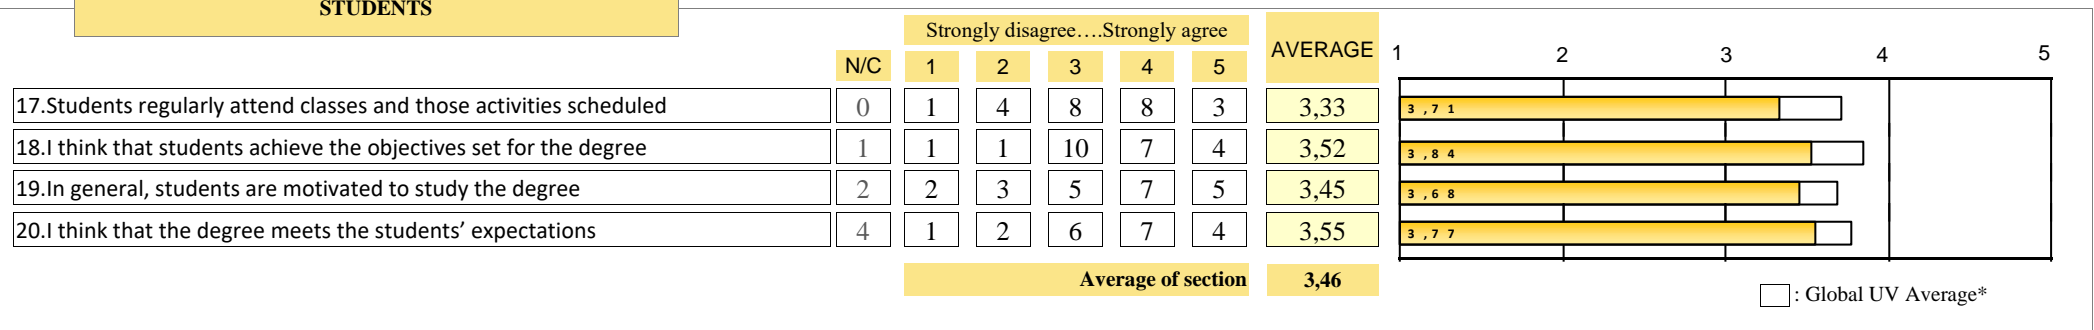 STUDENTS
Strongly disagree….Strongly agree
N/C 1 2 3 4 5 AVERAGE 1 2 3 4 5
17.Students regularly attend classes and those activities scheduled 0 1 4 8 8 3 3,33 3,71
18.I think that students achieve the objectives set for the degree 1 1 1 10 7 4 3,52 3,84
19.In general, students are motivated to study the degree 2 2 3 5 7 5 3,45 3,68
20.I think that the degree meets the students’ expectations 4 1 2 6 7 4 3,55 3,77
Average of section 3,46
: Global UV Average*